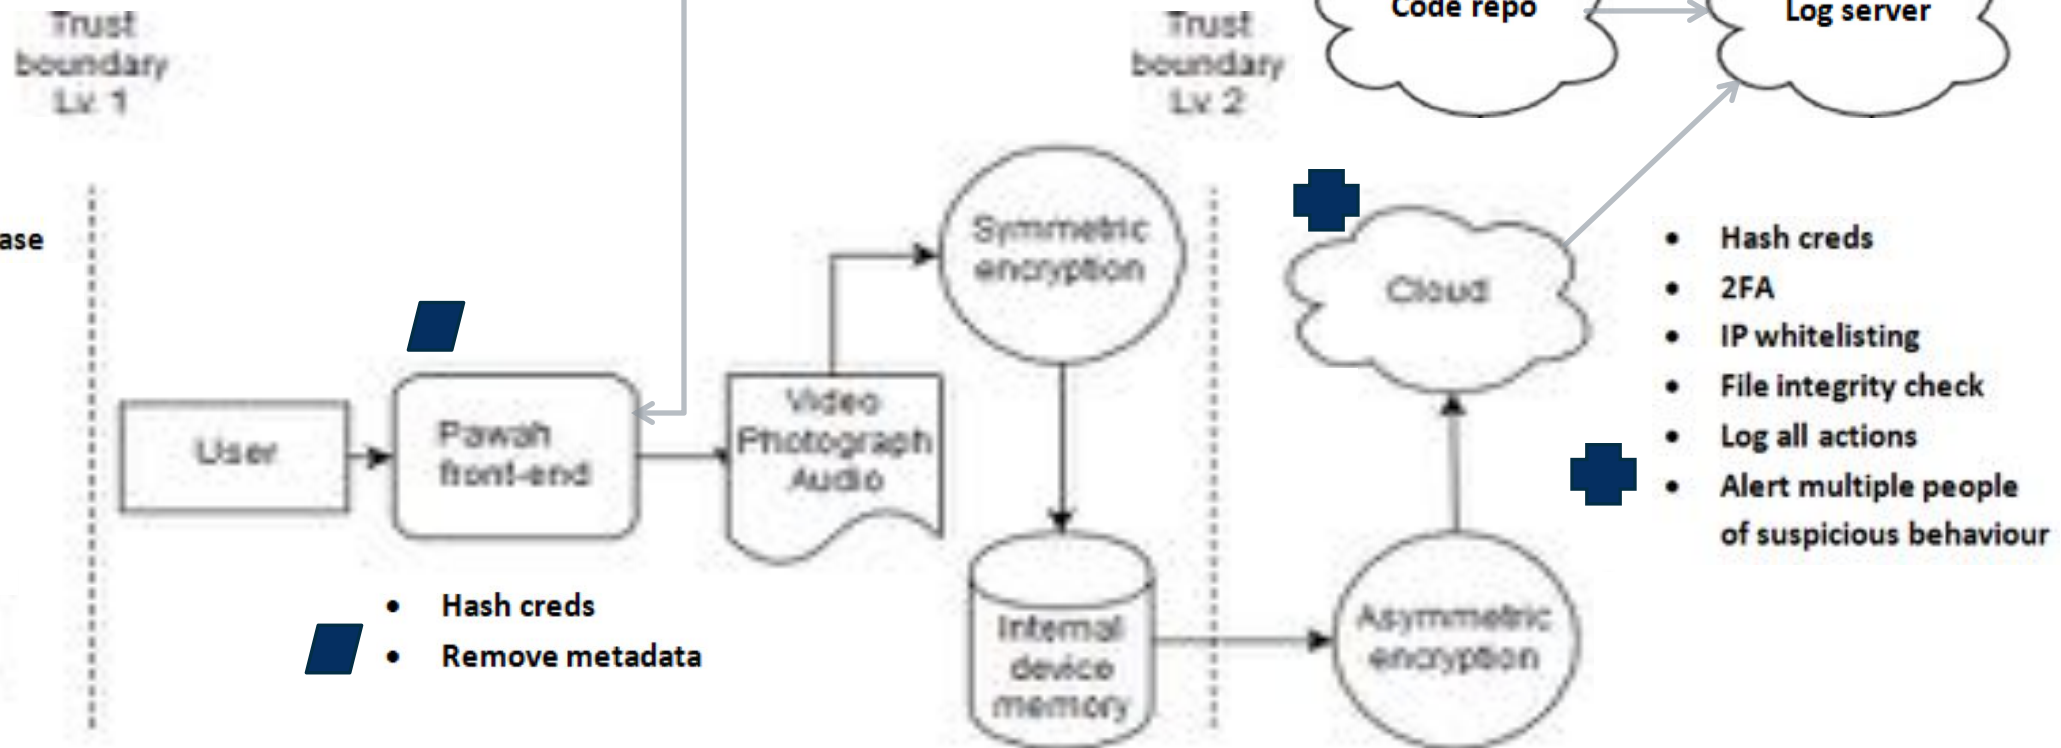 Trust
boundary
Lv. 1
Trust
boundary
Lv. 2
Code repo
Log server
ase
User
Pawah
front-end
Video
Photograph
Audio
Symmetric
encryption
Internal
device
memory
Asymmetric
encryption
Cloud
• Hash creds
• 2FA
• IP whitelisting
• File integrity check
• Log all actions
• Alert multiple people
of suspicious behaviour
• Hash creds
• Remove metadata